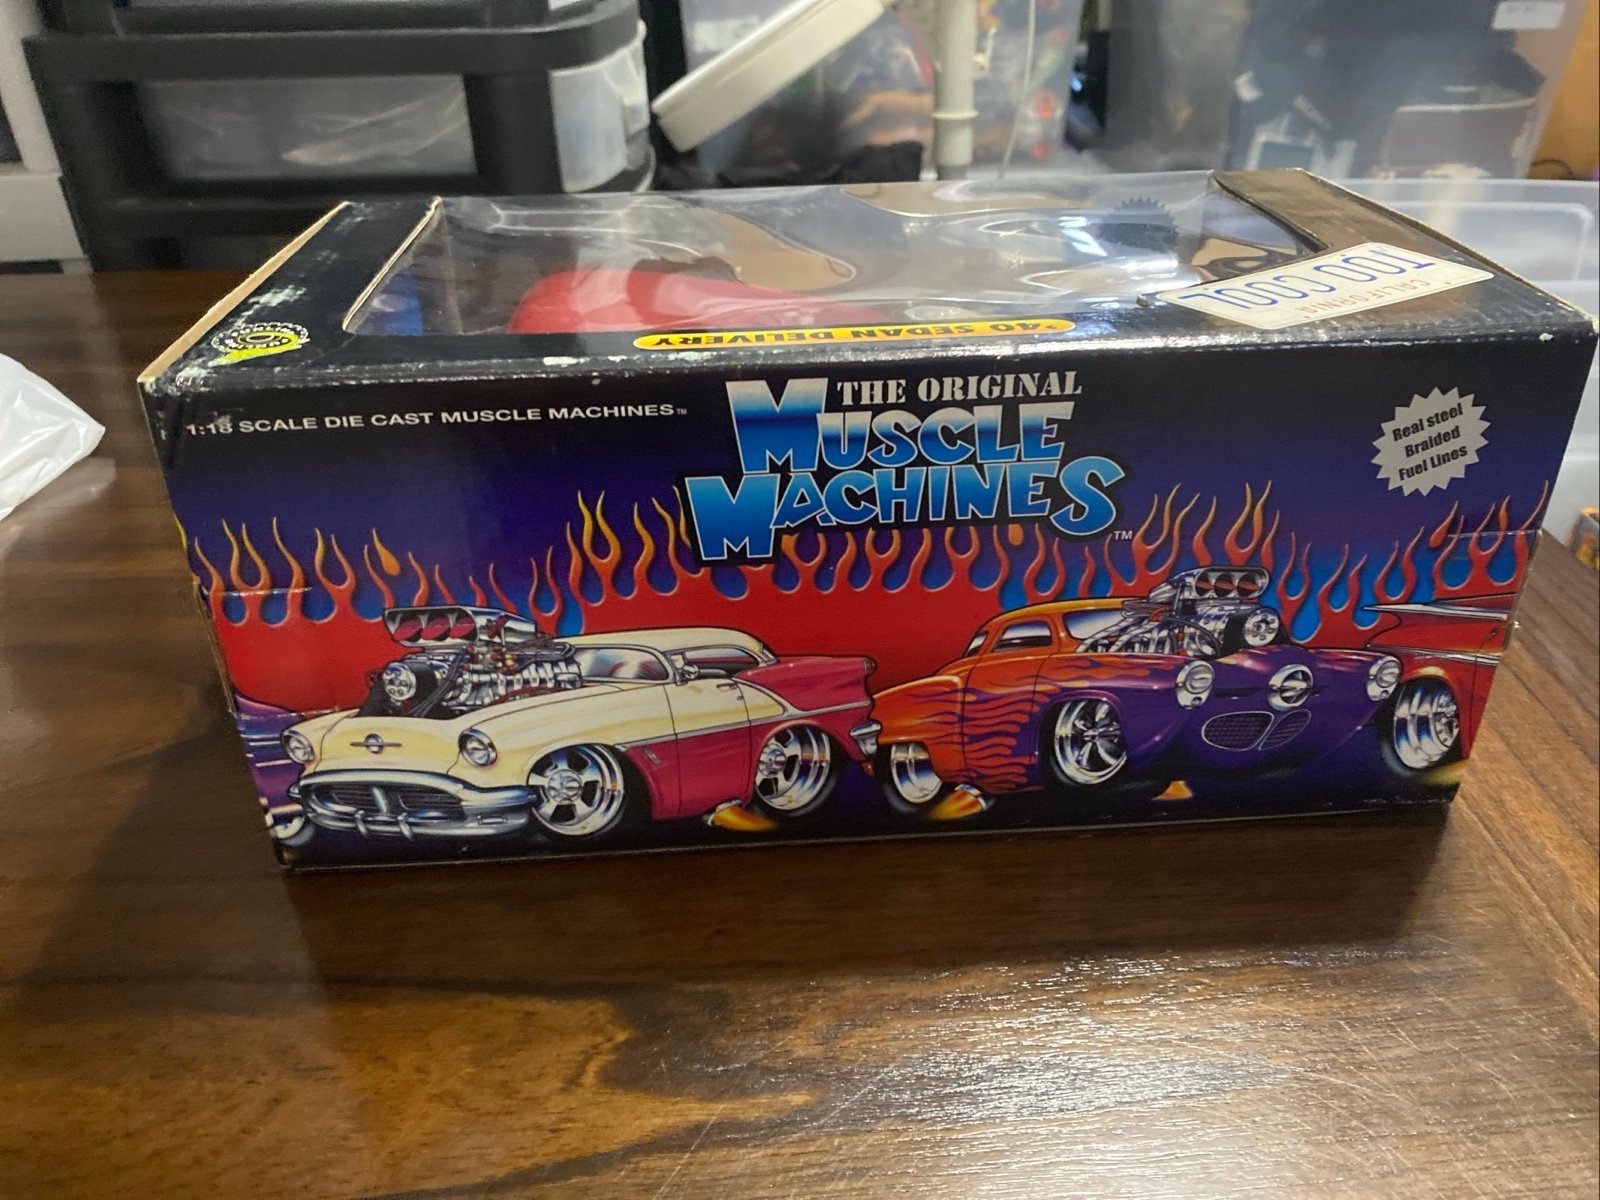 TOO COOL
CALIFORNIA
'40 SEDAN DELIVERY
1:18 SCALE DIE CAST MUSCLE MACHINES™
THE ORIGINAL
MUSCLE
MACHINES™
Real steel
Braided
Fuel Lines